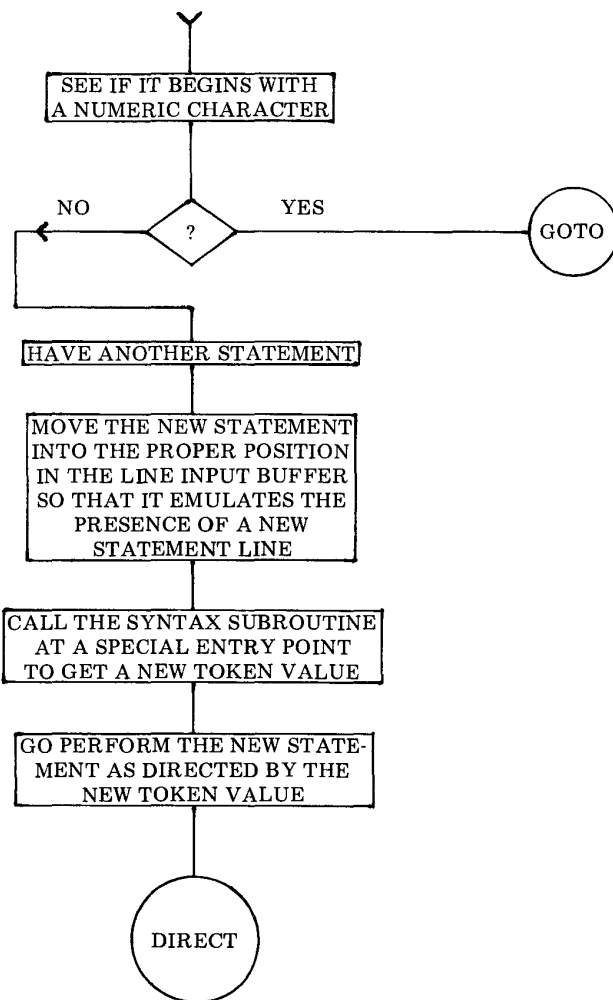 SEE IF IT BEGINS WITH
A NUMERIC CHARACTER
NO
YES
?
GOTO
HAVE ANOTHER STATEMENT
MOVE THE NEW STATEMENT
INTO THE PROPER POSITION
IN THE LINE INPUT BUFFER
SO THAT IT EMULATES THE
PRESENCE OF A NEW
STATEMENT LINE
CALL THE SYNTAX SUBROUTINE
AT A SPECIAL ENTRY POINT
TO GET A NEW TOKEN VALUE
GO PERFORM THE NEW STATE-
MENT AS DIRECTED BY THE
NEW TOKEN VALUE
DIRECT